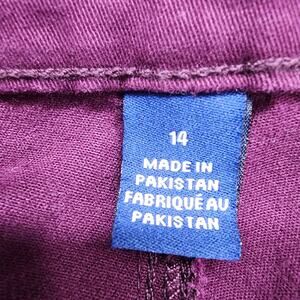 14
MADE IN
PAKISTAN
FABRIQUÉ AU
PAKISTAN